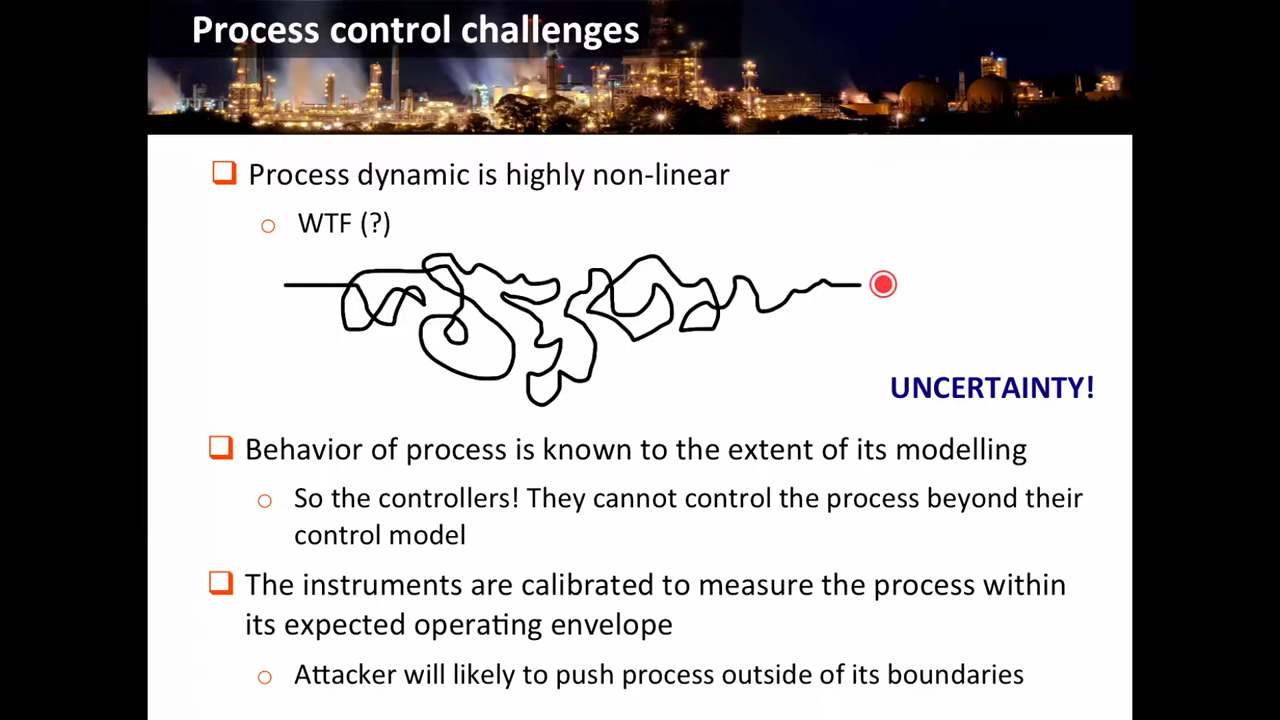 Process control challenges
Process dynamic is highly non-linear
WTF (?)
UNCERTAINTY!
Behavior of process is known to the extent of its modelling
So the controllers! They cannot control the process beyond their
control model
The instruments are calibrated to measure the process within
its expected operating envelope
Attacker will likely to push process outside of its boundaries